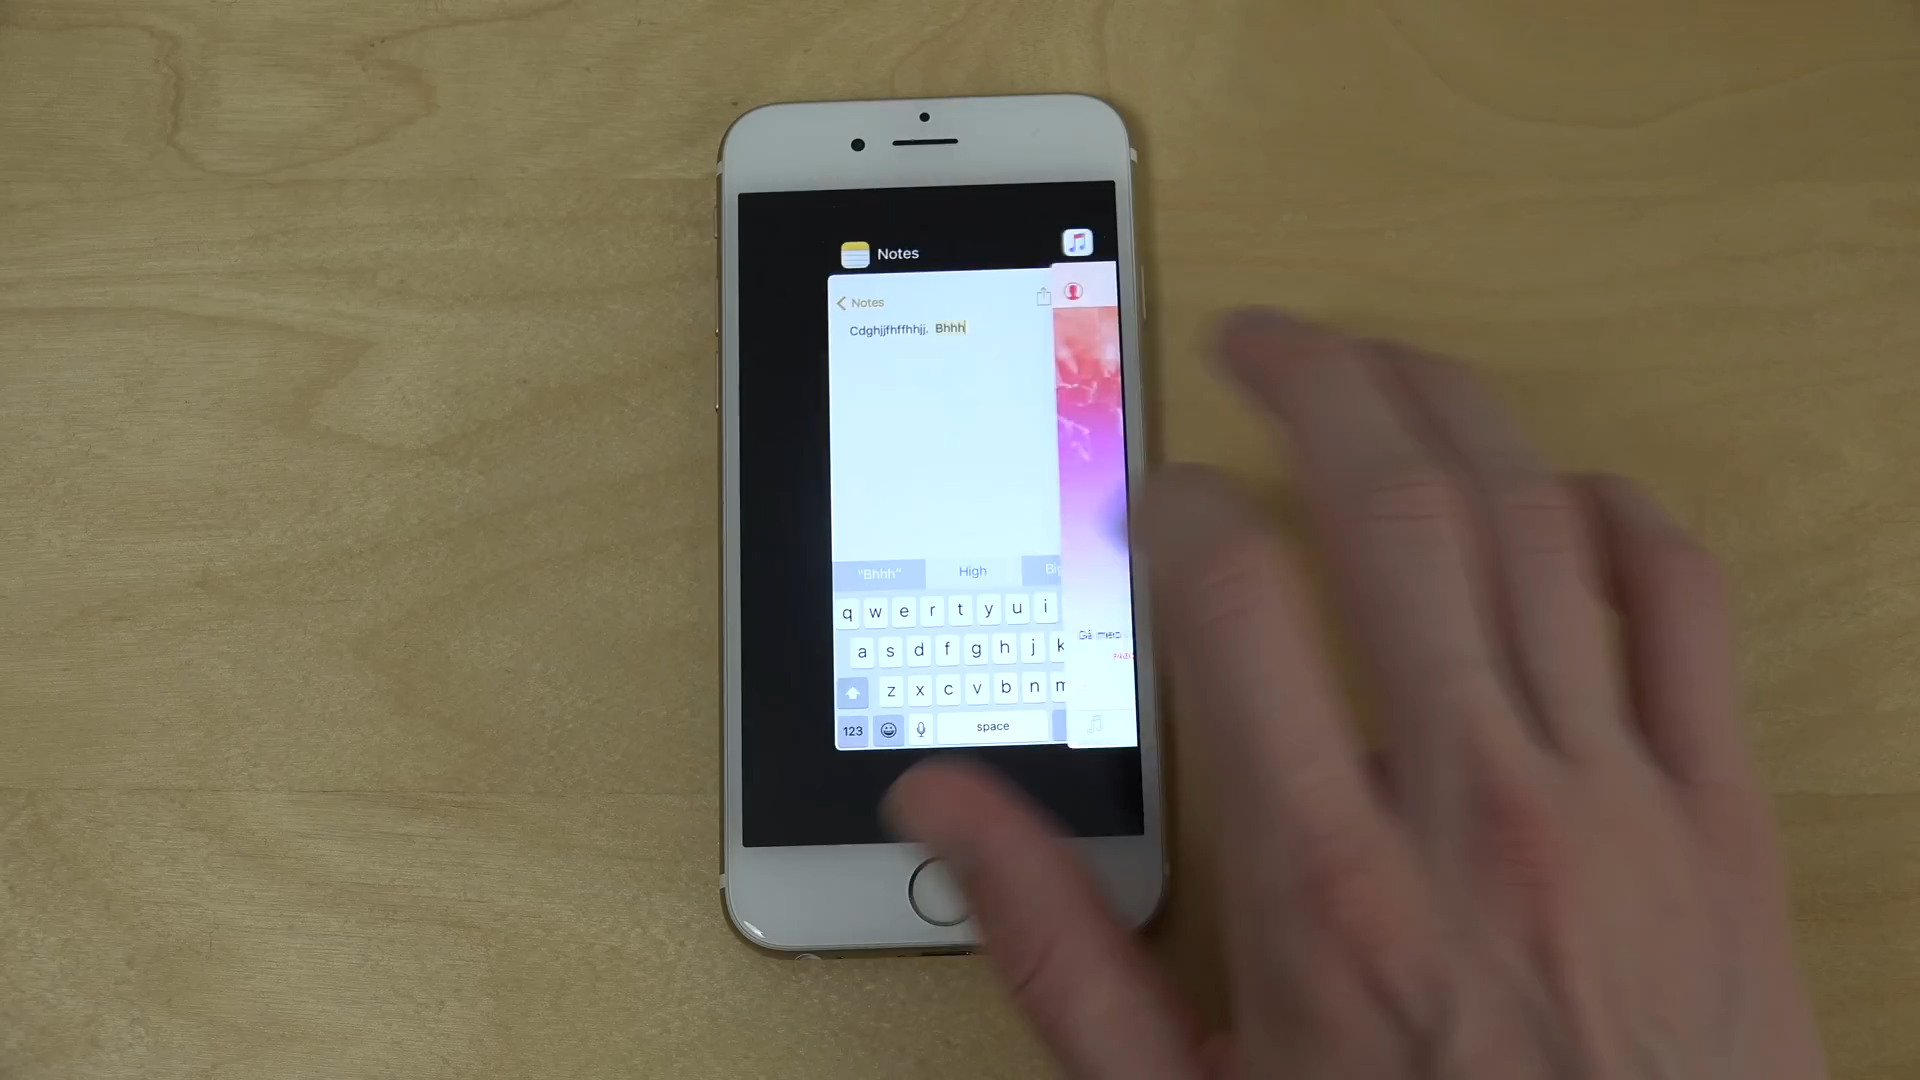 Notes
Notes
Cdghjjfhffhhjj. Bhhh
"Bhhh" High
q w e r t y u i
a s d f g h j k
z x c v b n m
123 space